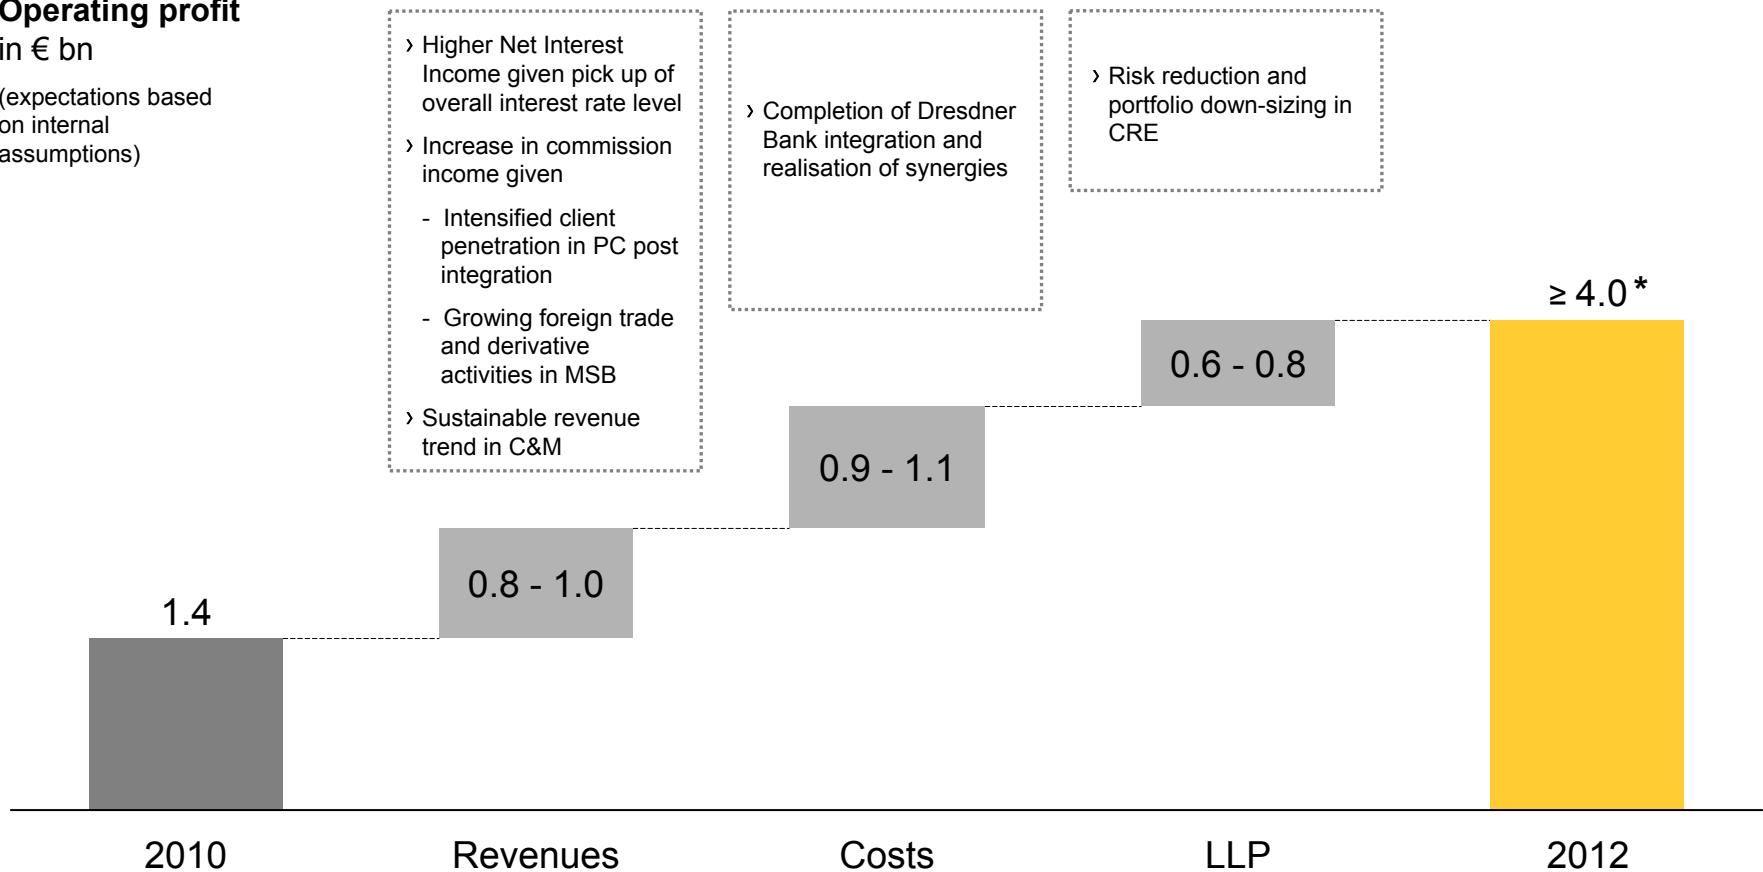 Operating profit
in € bn
(expectations based
on internal
assumptions)
› Higher Net Interest
Income given pick up of
overall interest rate level
› Increase in commission
income given
- Intensified client
penetration in PC post
integration
- Growing foreign trade
and derivative
activities in MSB
› Sustainable revenue
trend in C&M
› Completion of Dresdner
Bank integration and
realisation of synergies
› Risk reduction and
portfolio down-sizing in
CRE
≥ 4.0*
0.6 - 0.8
0.9 - 1.1
0.8 - 1.0
1.4
2010 Revenues Costs LLP 2012